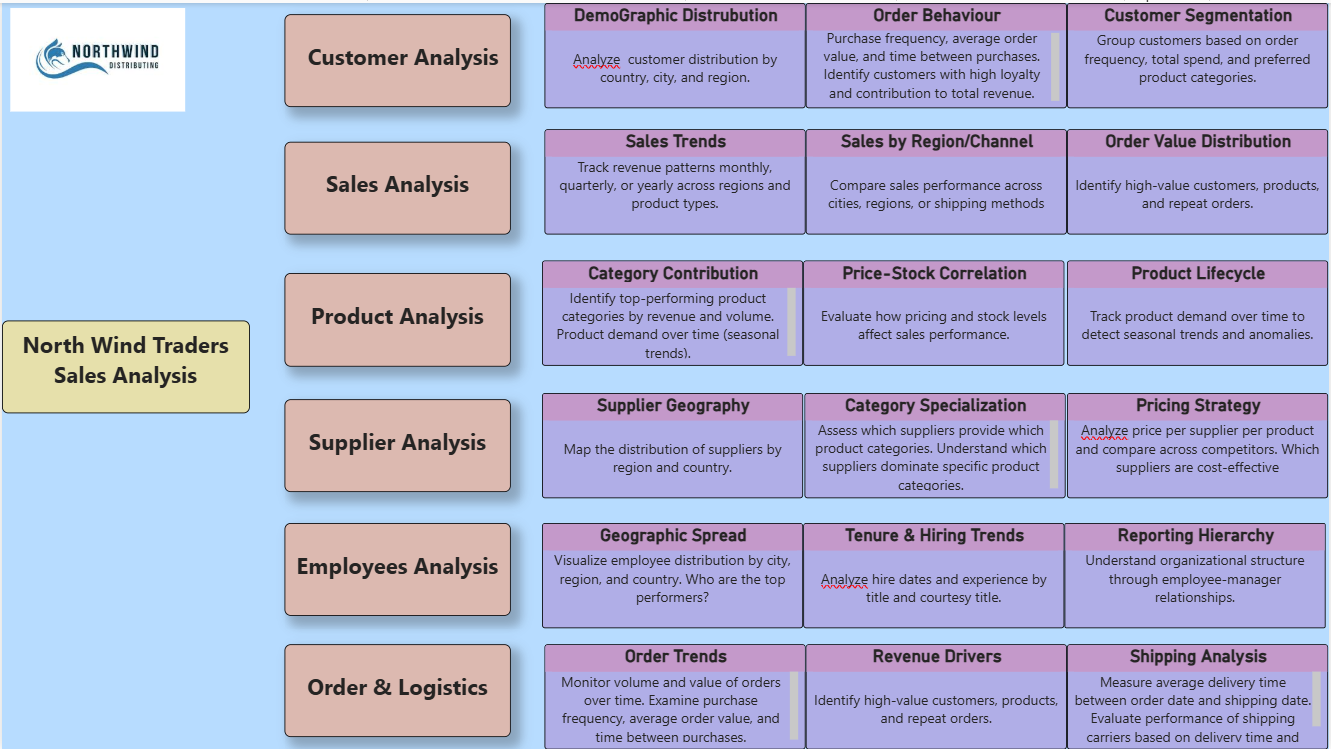 NORTHWIND
DISTRIBUTING
North Wind Traders
Sales Analysis
Customer Analysis
DemoGraphic Distrubution
Analyze customer distribution by
country, city, and region.
Order Behaviour
Purchase frequency, average order
value, and time between purchases.
Identify customers with high loyalty
and contribution to total revenue.
Customer Segmentation
Group customers based on order
frequency, total spend, and preferred
product categories.
Sales Analysis
Sales Trends
Track revenue patterns monthly,
quarterly, or yearly across regions and
product types.
Sales by Region/Channel
Compare sales performance across
cities, regions, or shipping methods
Order Value Distribution
Identify high-value customers, products,
and repeat orders.
Product Analysis
Category Contribution
Identify top-performing product
categories by revenue and volume.
Product demand over time (seasonal
trends).
Price-Stock Correlation
Evaluate how pricing and stock levels
affect sales performance.
Product Lifecycle
Track product demand over time to
detect seasonal trends and anomalies.
Supplier Analysis
Supplier Geography
Map the distribution of suppliers by
region and country.
Category Specialization
Assess which suppliers provide which
product categories. Understand which
suppliers dominate specific product
categories.
Pricing Strategy
Analyze price per supplier per product
and compare across competitors. Which
suppliers are cost-effective
Employees Analysis
Geographic Spread
Visualize employee distribution by city,
region, and country. Who are the top
performers?
Tenure & Hiring Trends
Analyze hire dates and experience by
title and courtesy title.
Reporting Hierarchy
Understand organizational structure
through employee-manager
relationships.
Order & Logistics
Order Trends
Monitor volume and value of orders
over time. Examine purchase
frequency, average order value, and
time between purchases.
Revenue Drivers
Identify high-value customers, products,
and repeat orders.
Shipping Analysis
Measure average delivery time
between order date and shipping date.
Evaluate performance of shipping
carriers based on delivery time and